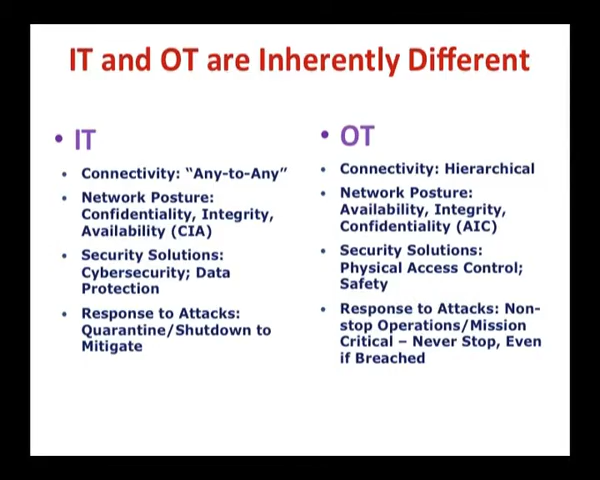 IT and OT are Inherently Different
• IT
• Connectivity: “Any-to-Any”
• Network Posture:
Confidentiality, Integrity,
Availability (CIA)
• Security Solutions:
Cybersecurity; Data
Protection
• Response to Attacks:
Quarantine/Shutdown to
Mitigate
• OT
• Connectivity: Hierarchical
• Network Posture:
Availability, Integrity,
Confidentiality (AIC)
• Security Solutions:
Physical Access Control;
Safety
• Response to Attacks: Non-
stop Operations/Mission
Critical – Never Stop, Even
if Breached